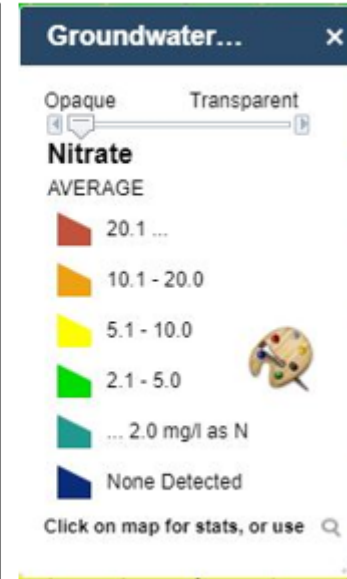 Groundwater... ×
Opaque Transparent
Nitrate
AVERAGE
20.1 ...
10.1 - 20.0
5.1 - 10.0
2.1 - 5.0
... 2.0 mg/l as N
None Detected
Click on map for stats, or use